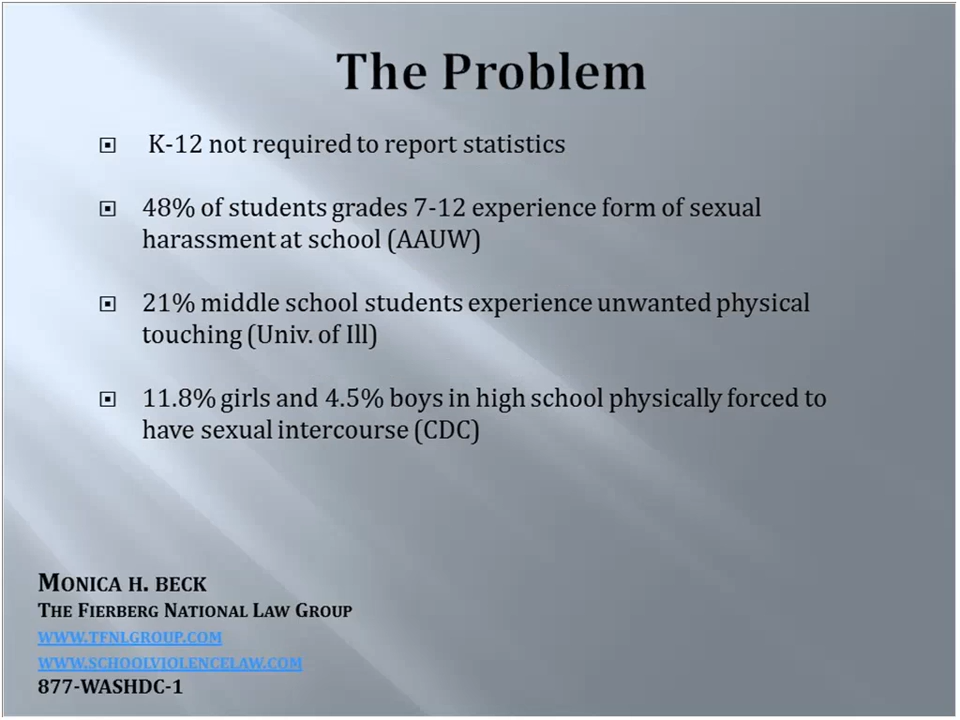 The Problem
K-12 not required to report statistics
48% of students grades 7-12 experience form of sexual
harassment at school (AAUW)
21% middle school students experience unwanted physical
touching (Univ. of Ill)
11.8% girls and 4.5% boys in high school physically forced to
have sexual intercourse (CDC)
MONICA H. BECK
THE FIERBERG NATIONAL LAW GROUP
WWW.TFNLGROUP.COM
WWW.SCHOOLVIOLENCELAW.COM
877-WASHDC-1